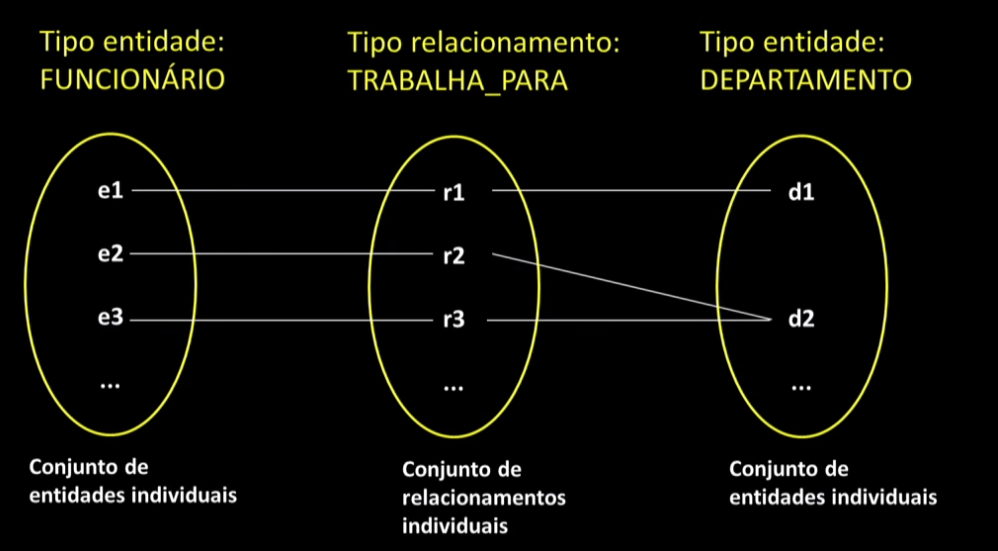 Tipo entidade:
FUNCIONÁRIO
Tipo relacionamento:
TRABALHA_PARA
Tipo entidade:
DEPARTAMENTO
e1
r1
d1
e2
r2
e3
r3
d2
...
...
...
Conjunto de
entidades individuais
Conjunto de
relacionamentos
individuais
Conjunto de
entidades individuais